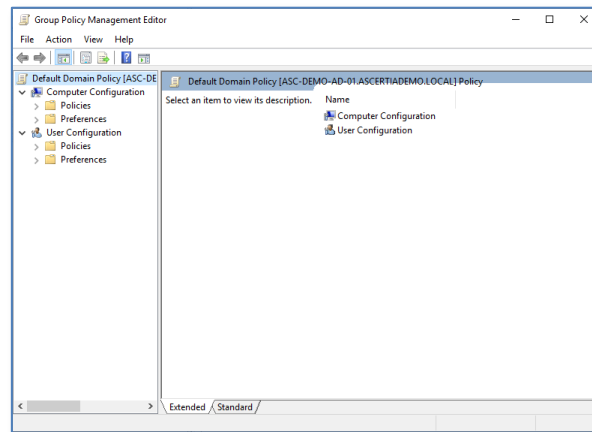 Group Policy Management Editor
File Action View Help
Default Domain Policy [ASC-DE
Computer Configuration
Policies
Preferences
User Configuration
Policies
Preferences
Default Domain Policy [ASC-DEMO-AD-01.ASCERTIADEMO.LOCAL] Policy
Select an item to view its description.
Name
Computer Configuration
User Configuration
Extended Standard